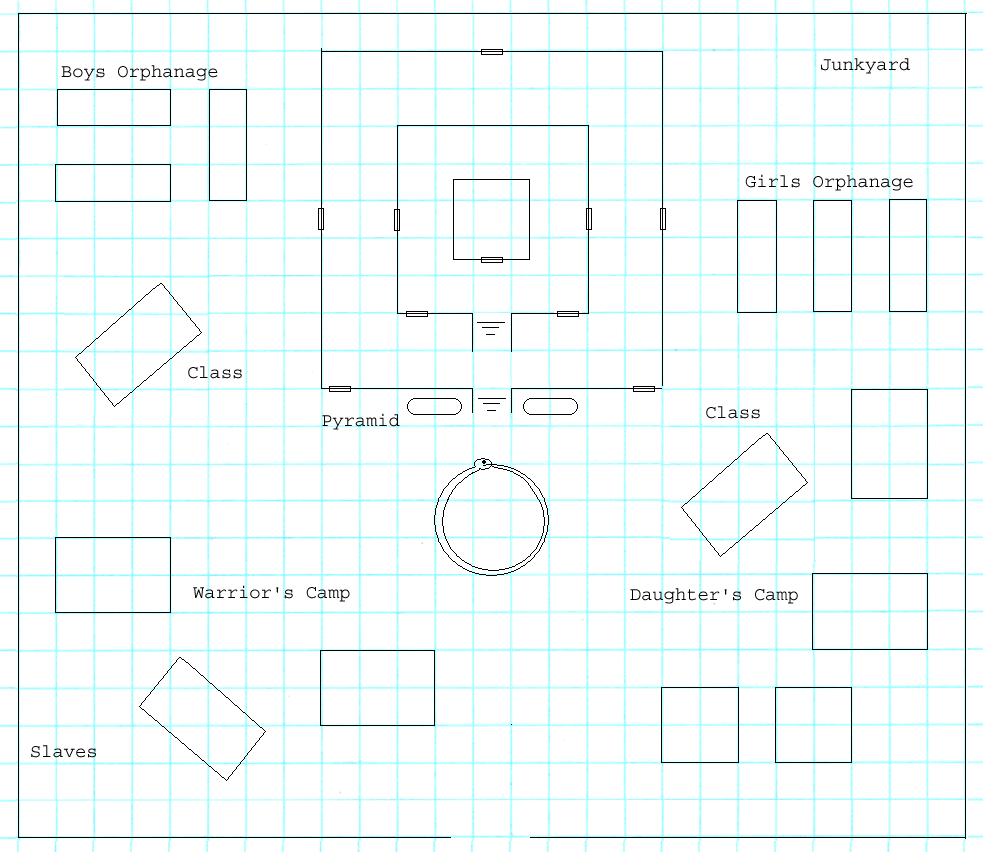 Junkyard
Boys Orphanage
Girls Orphanage
Class
Class
Pyramid
Warrior's Camp
Daughter's Camp
Slaves